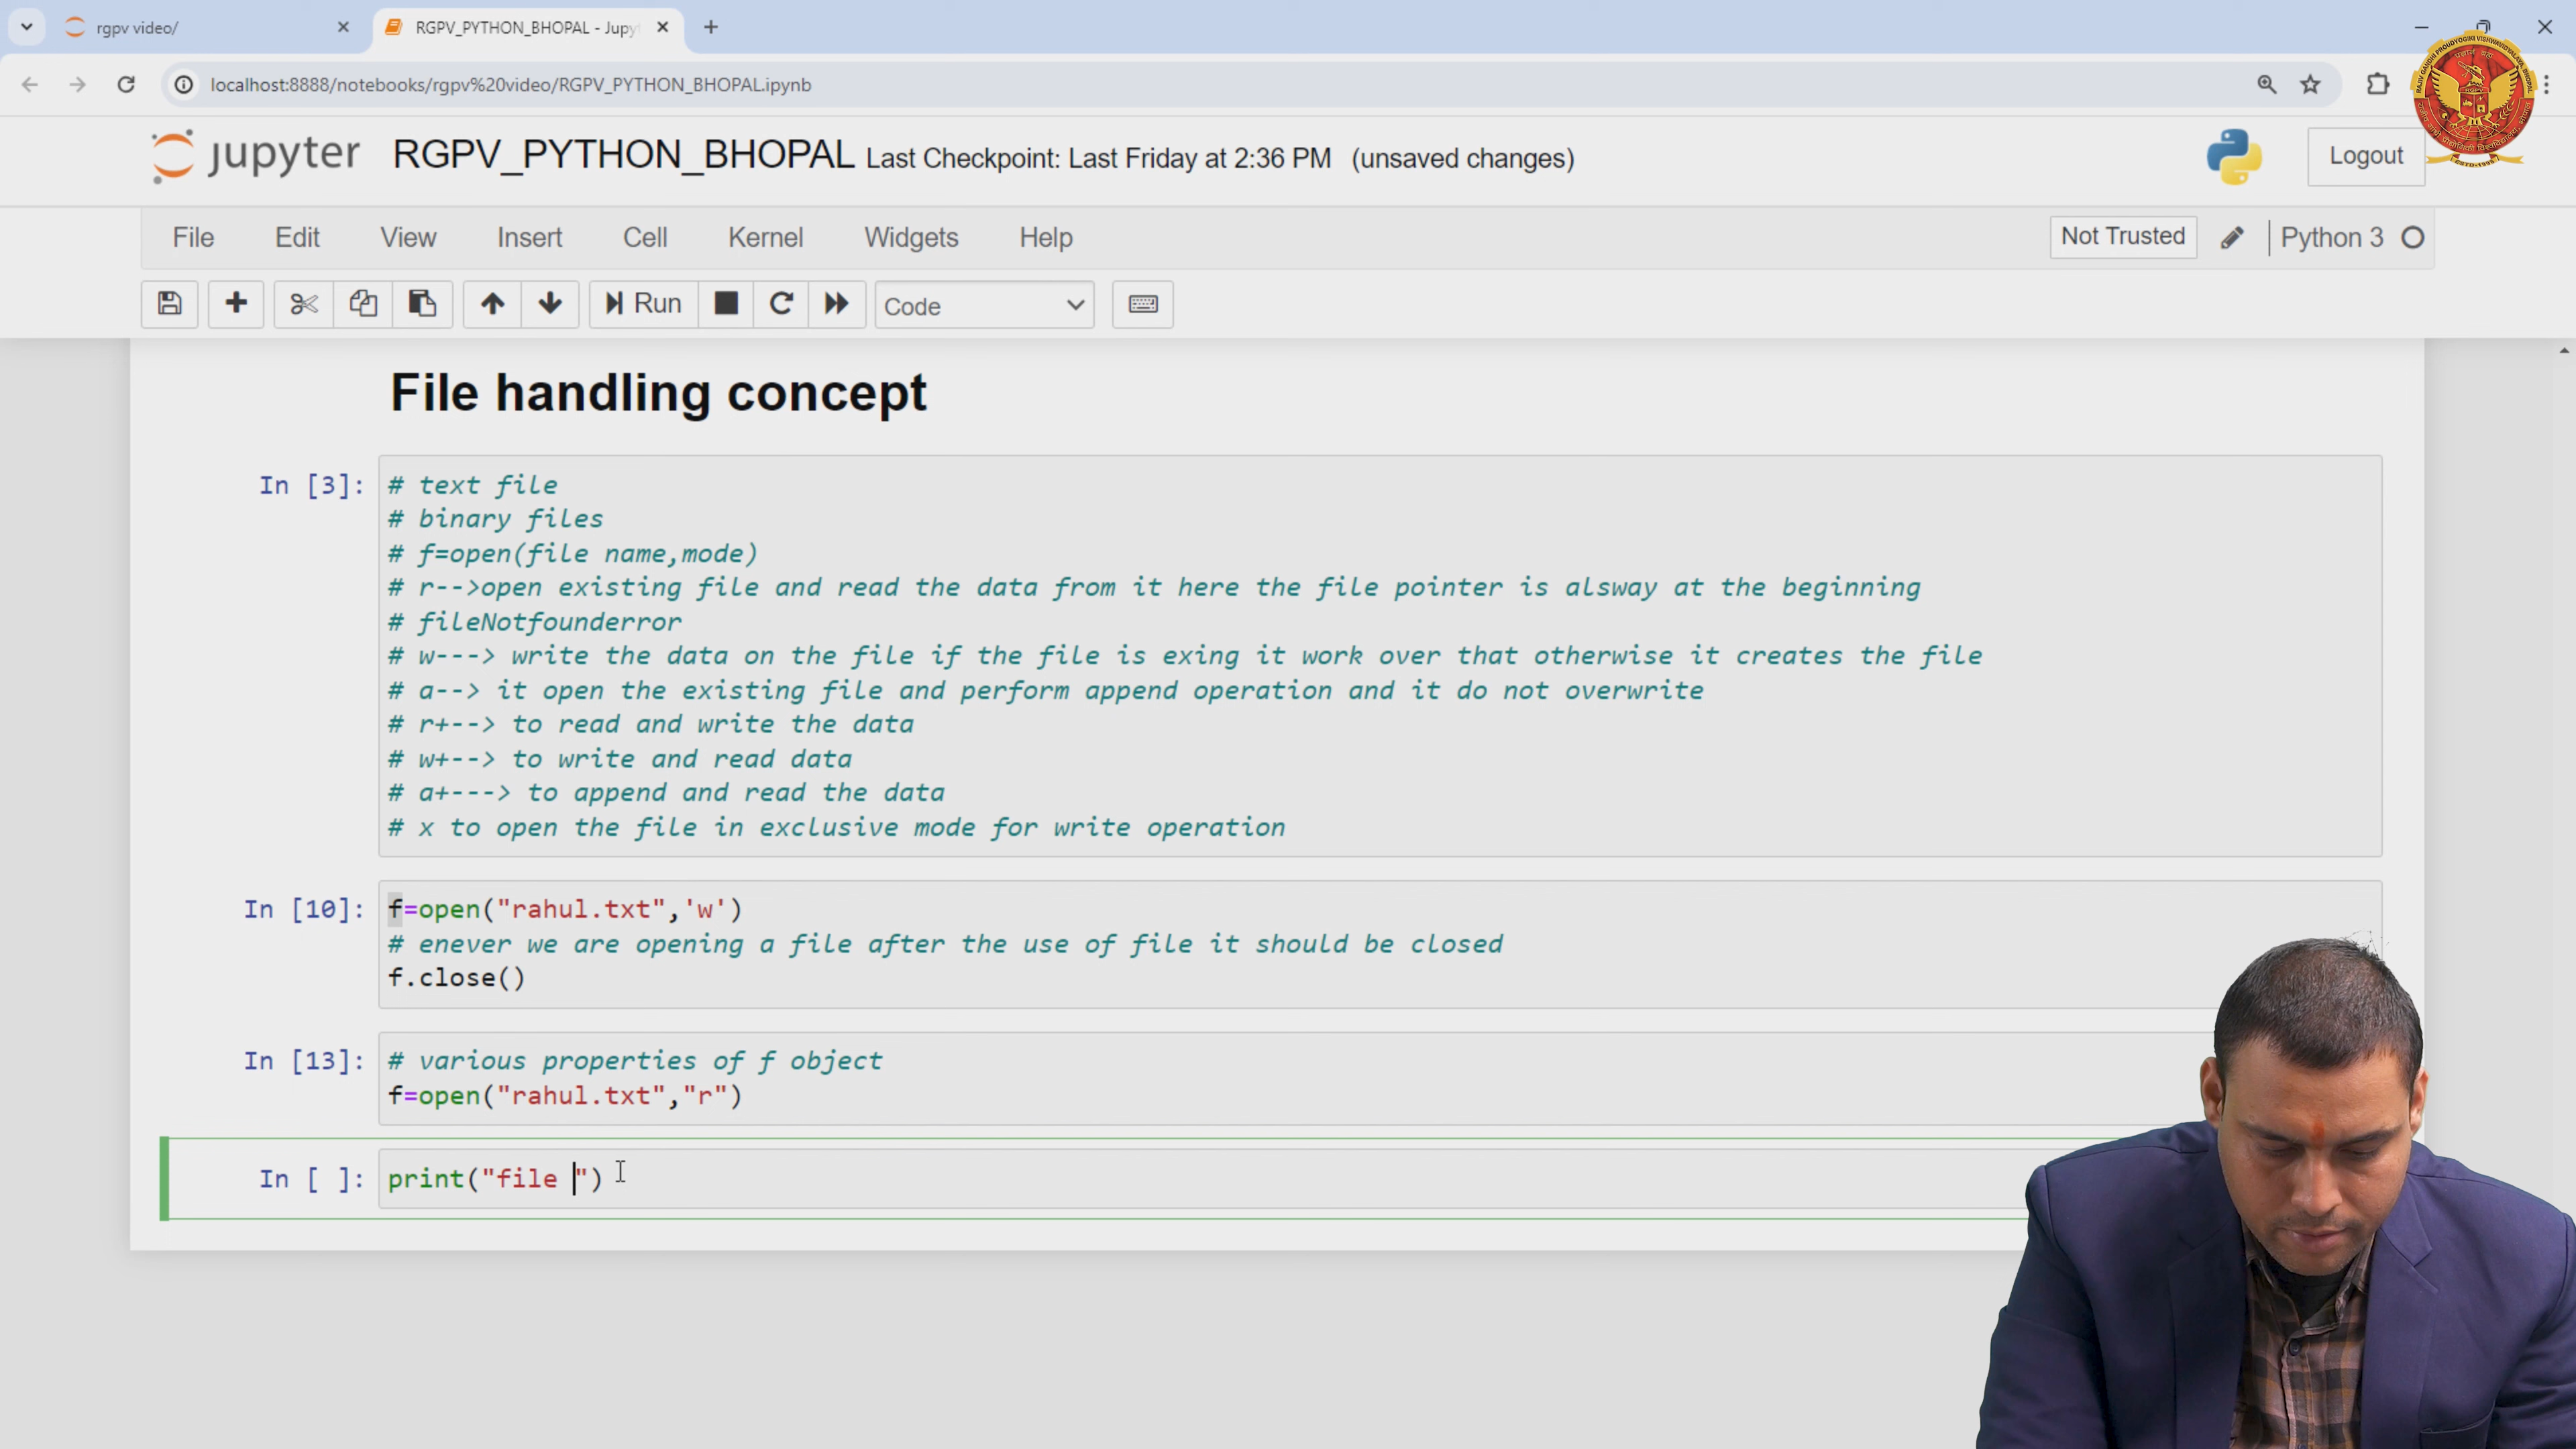 rgpv video/
RGPV_PYTHON_BHOPAL - Jupy
localhost:8888/notebooks/rgpv%20video/RGPV_PYTHON_BHOPAL.ipynb
jupyter RGPV_PYTHON_BHOPAL Last Checkpoint: Last Friday at 2:36 PM (unsaved changes)
Logout
File Edit View Insert Cell Kernel Widgets Help
Not Trusted
Python 3
Run
Code
File handling concept
In [3]:
# text file
# binary files
# f=open(file name,mode)
# r-->open existing file and read the data from it here the file pointer is alsway at the beginning
# fileNotfounderror
# w---> write the data on the file if the file is exing it work over that otherwise it creates the file
# a--> it open the existing file and perform append operation and it do not overwrite
# r+--> to read and write the data
# w+--> to write and read data
# a+---> to append and read the data
# x to open the file in exclusive mode for write operation
In [10]:
f=open("rahul.txt",'w')
# enever we are opening a file after the use of file it should be closed
f.close()
In [13]:
# various properties of f object
f=open("rahul.txt","r")
In [ ]:
print("file ")